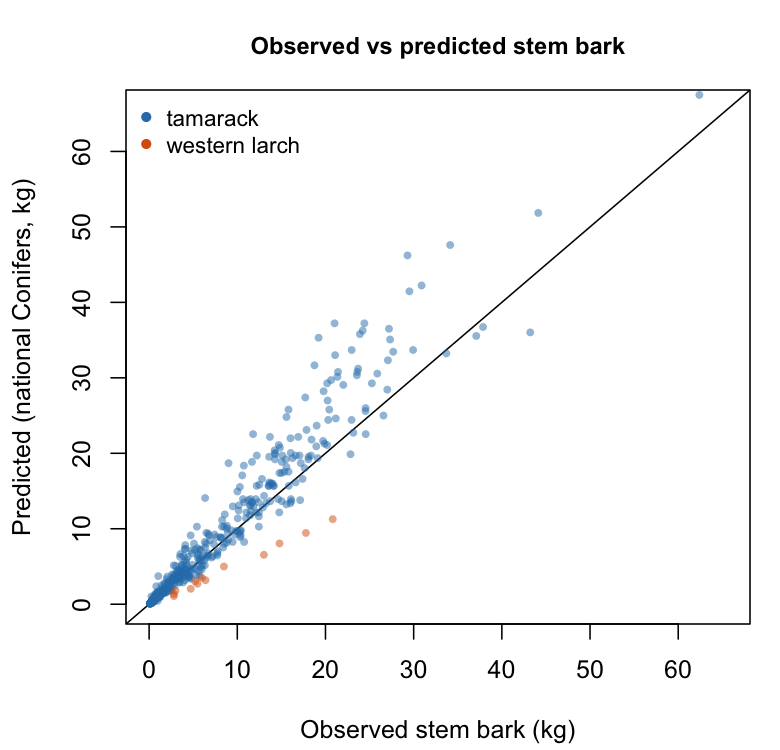 Observed vs predicted stem bark
tamarack
western larch
Predicted (national Conifers, kg)
60
50
40
30
20
10
0
0 10 20 30 40 50 60
Observed stem bark (kg)